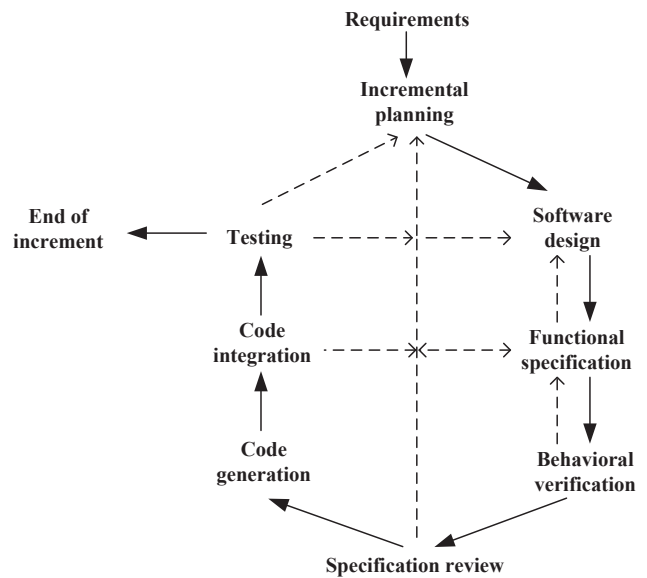 Requirements
Incremental
planning
End of
increment
Testing
Software
design
Code
integration
Functional
specification
Code
generation
Behavioral
verification
Specification review